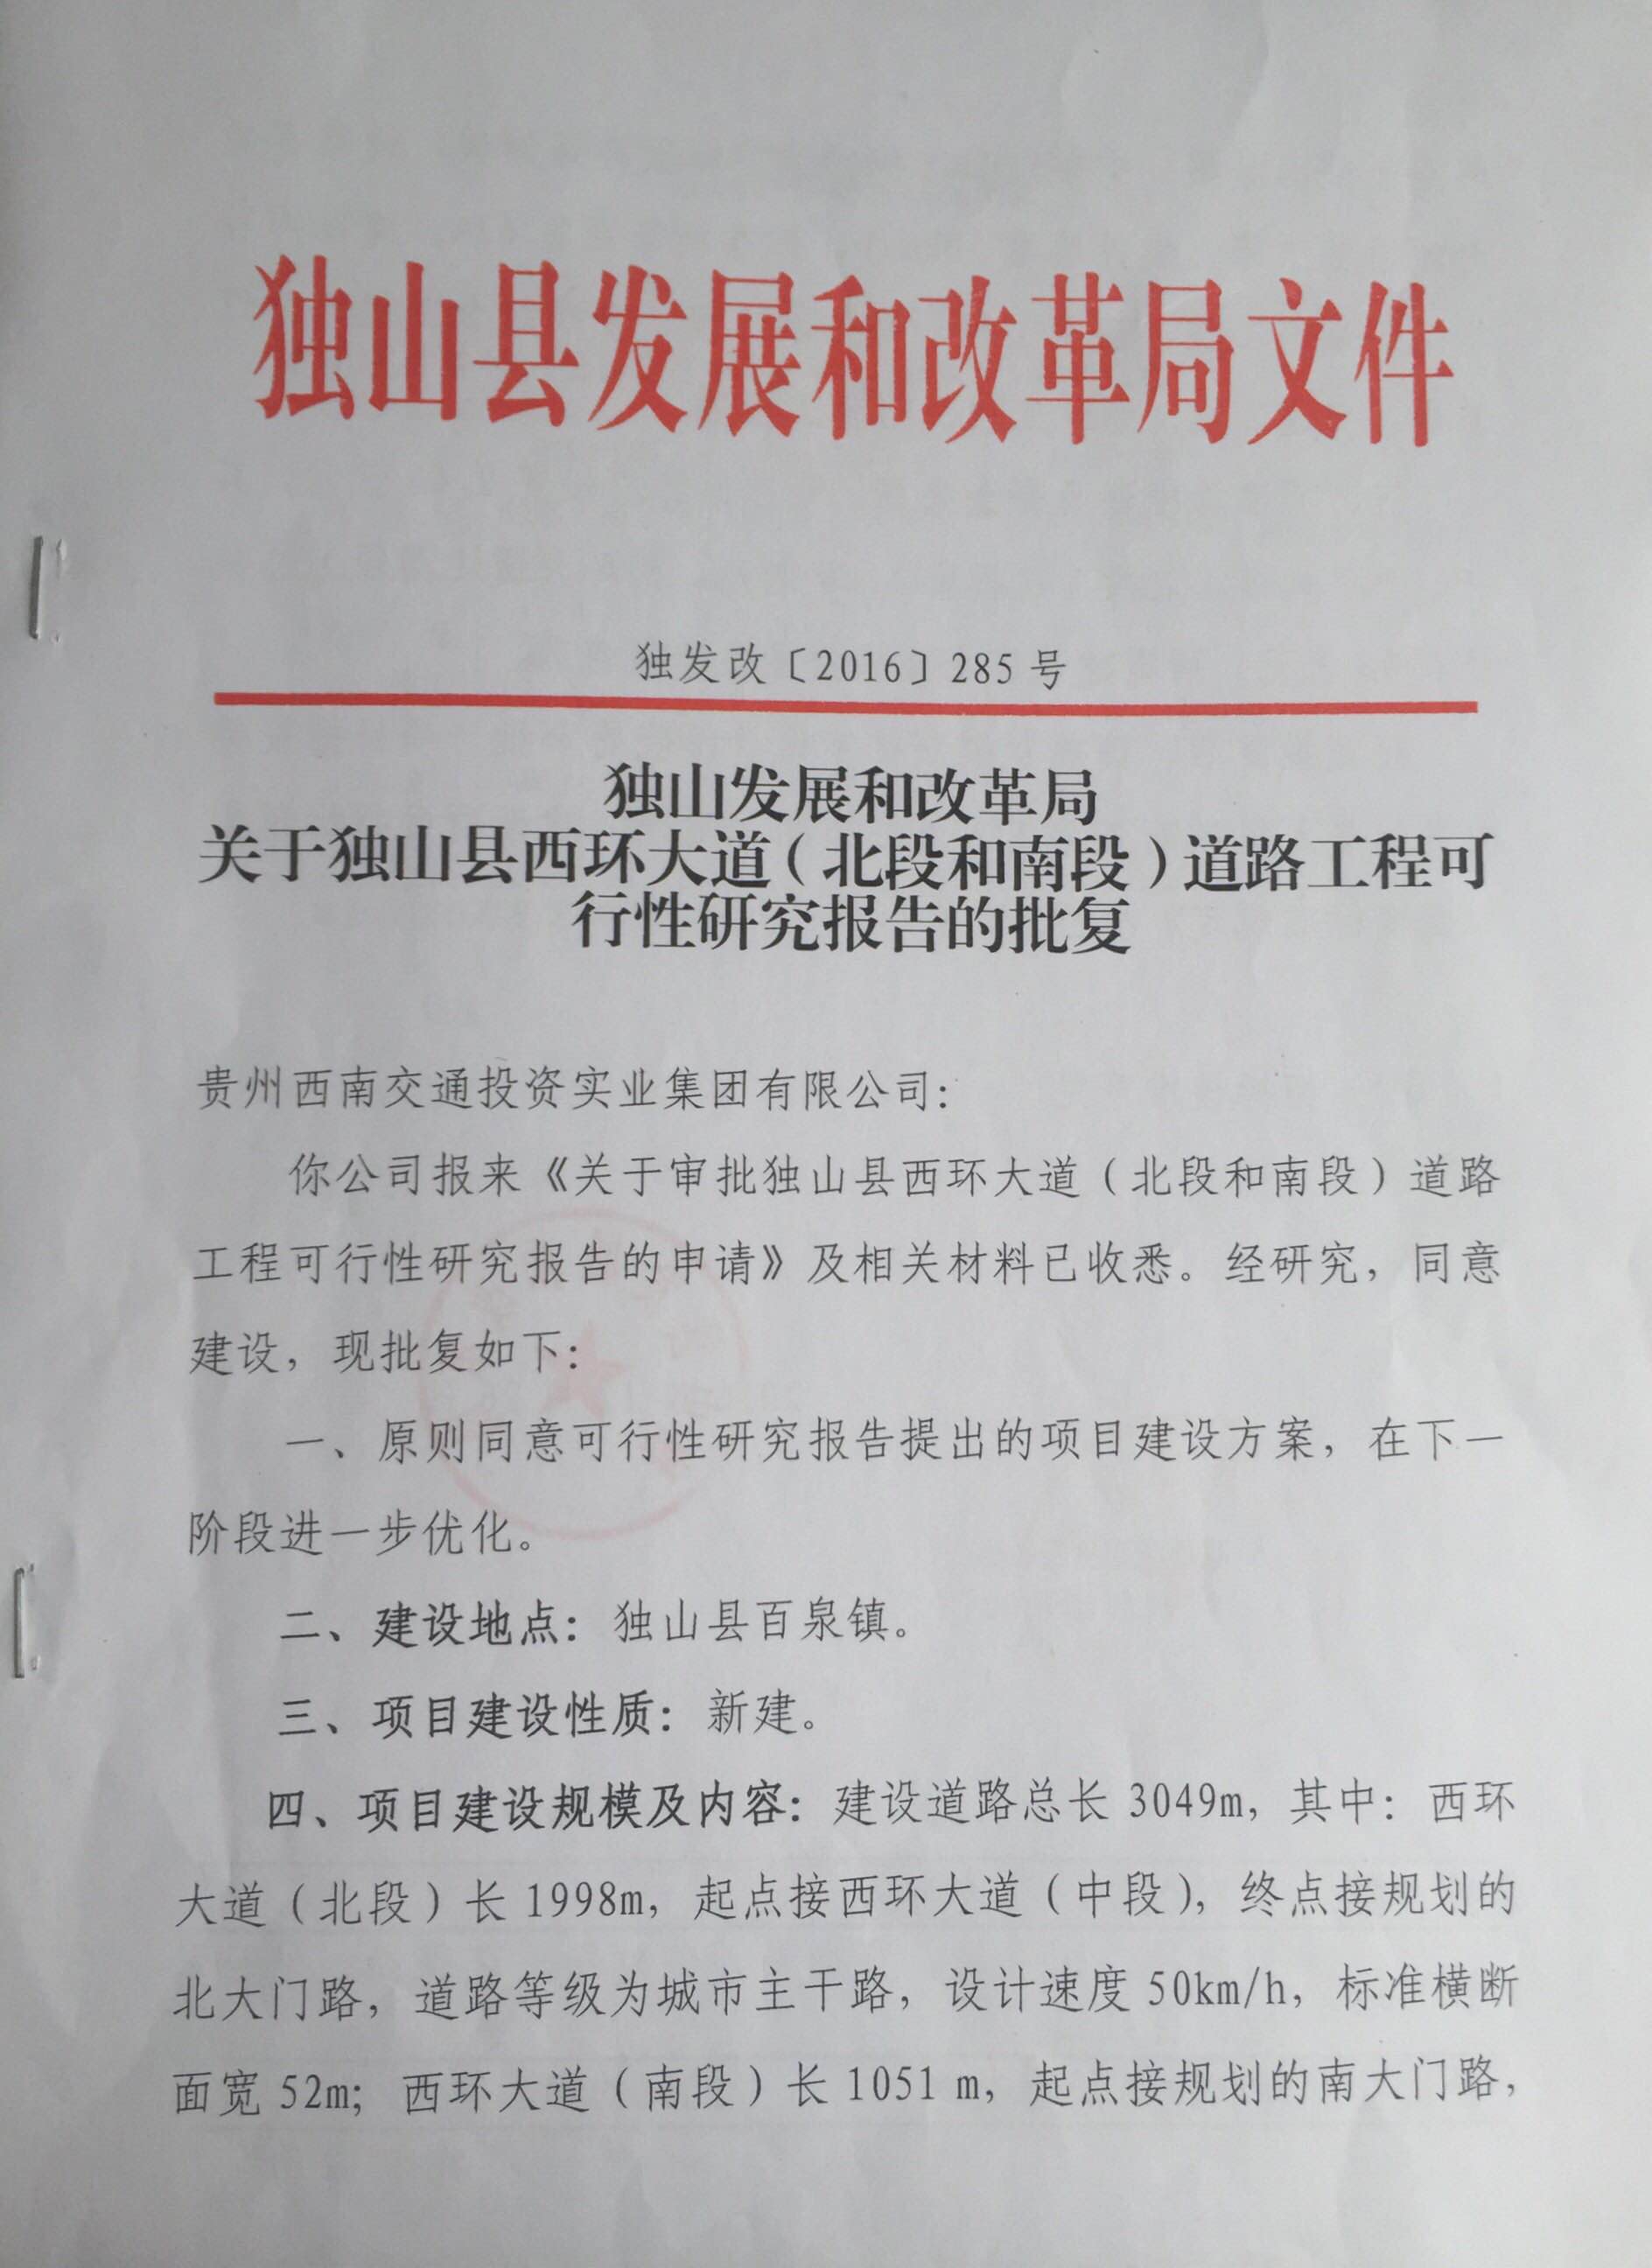 独山县发展和改革局文件
独发改〔2016〕285 号
独山发展和改革局
关于独山县西环大道(北段和南段)道路工程可
行性研究报告的批复
贵州西南交通投资实业集团有限公司:
你公司报来《关于审批独山县西环大道(北段和南段)道路
工程可行性研究报告的申请》及相关材料已收悉。经研究,同意
建设,现批复如下:
一、原则同意可行性研究报告提出的项目建设方案,在下一
阶段进一步优化。
二、建设地点:独山县百泉镇。
三、项目建设性质:新建。
四、项目建设规模及内容:建设道路总长 3049m,其中:西环
大道(北段)长 1998m,起点接西环大道(中段),终点接规划的
北大门路,道路等级为城市主干路,设计速度 50km/h,标准横断
面宽 52m;西环大道(南段)长 1051 m,起点接规划的南大门路,